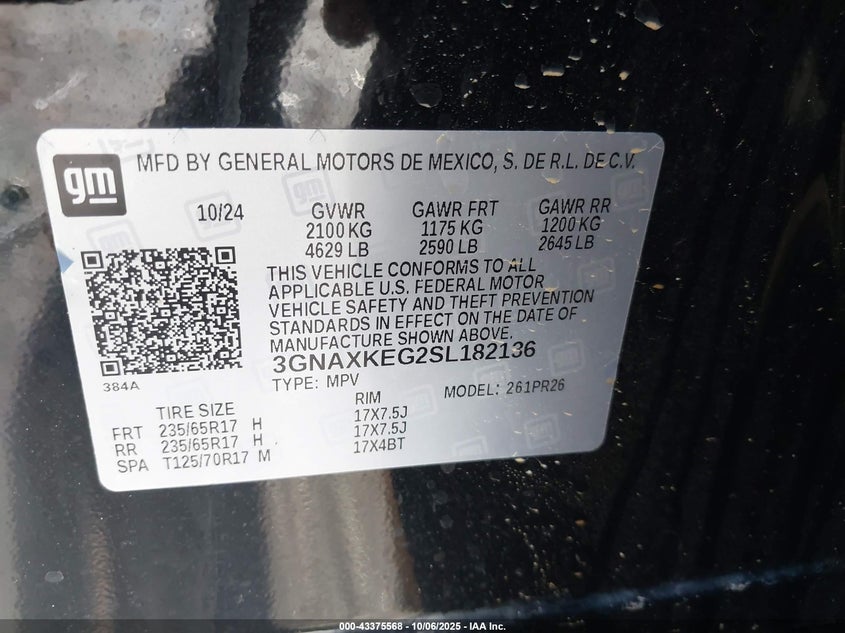 gm
MFD BY GENERAL MOTORS DE MEXICO, S. DE R.L. DE C.V.
10/24 GVWR GAWR FRT GAWR RR
2100 KG 1175 KG 1200 KG
4629 LB 2590 LB 2645 LB
THIS VEHICLE CONFORMS TO ALL
APPLICABLE U.S. FEDERAL MOTOR
VEHICLE SAFETY AND THEFT PREVENTION
STANDARDS IN EFFECT ON THE DATE OF
MANUFACTURE SHOWN ABOVE.
3GNAXKEG2SL182136
384A
TYPE: MPV MODEL: 261PR26
TIRE SIZE RIM
FRT 235/65R17 H 17X7.5J
RR 235/65R17 H 17X7.5J
SPA T125/70R17 M 17X4BT
000-43375568 - 10/06/2025 - IAA Inc.